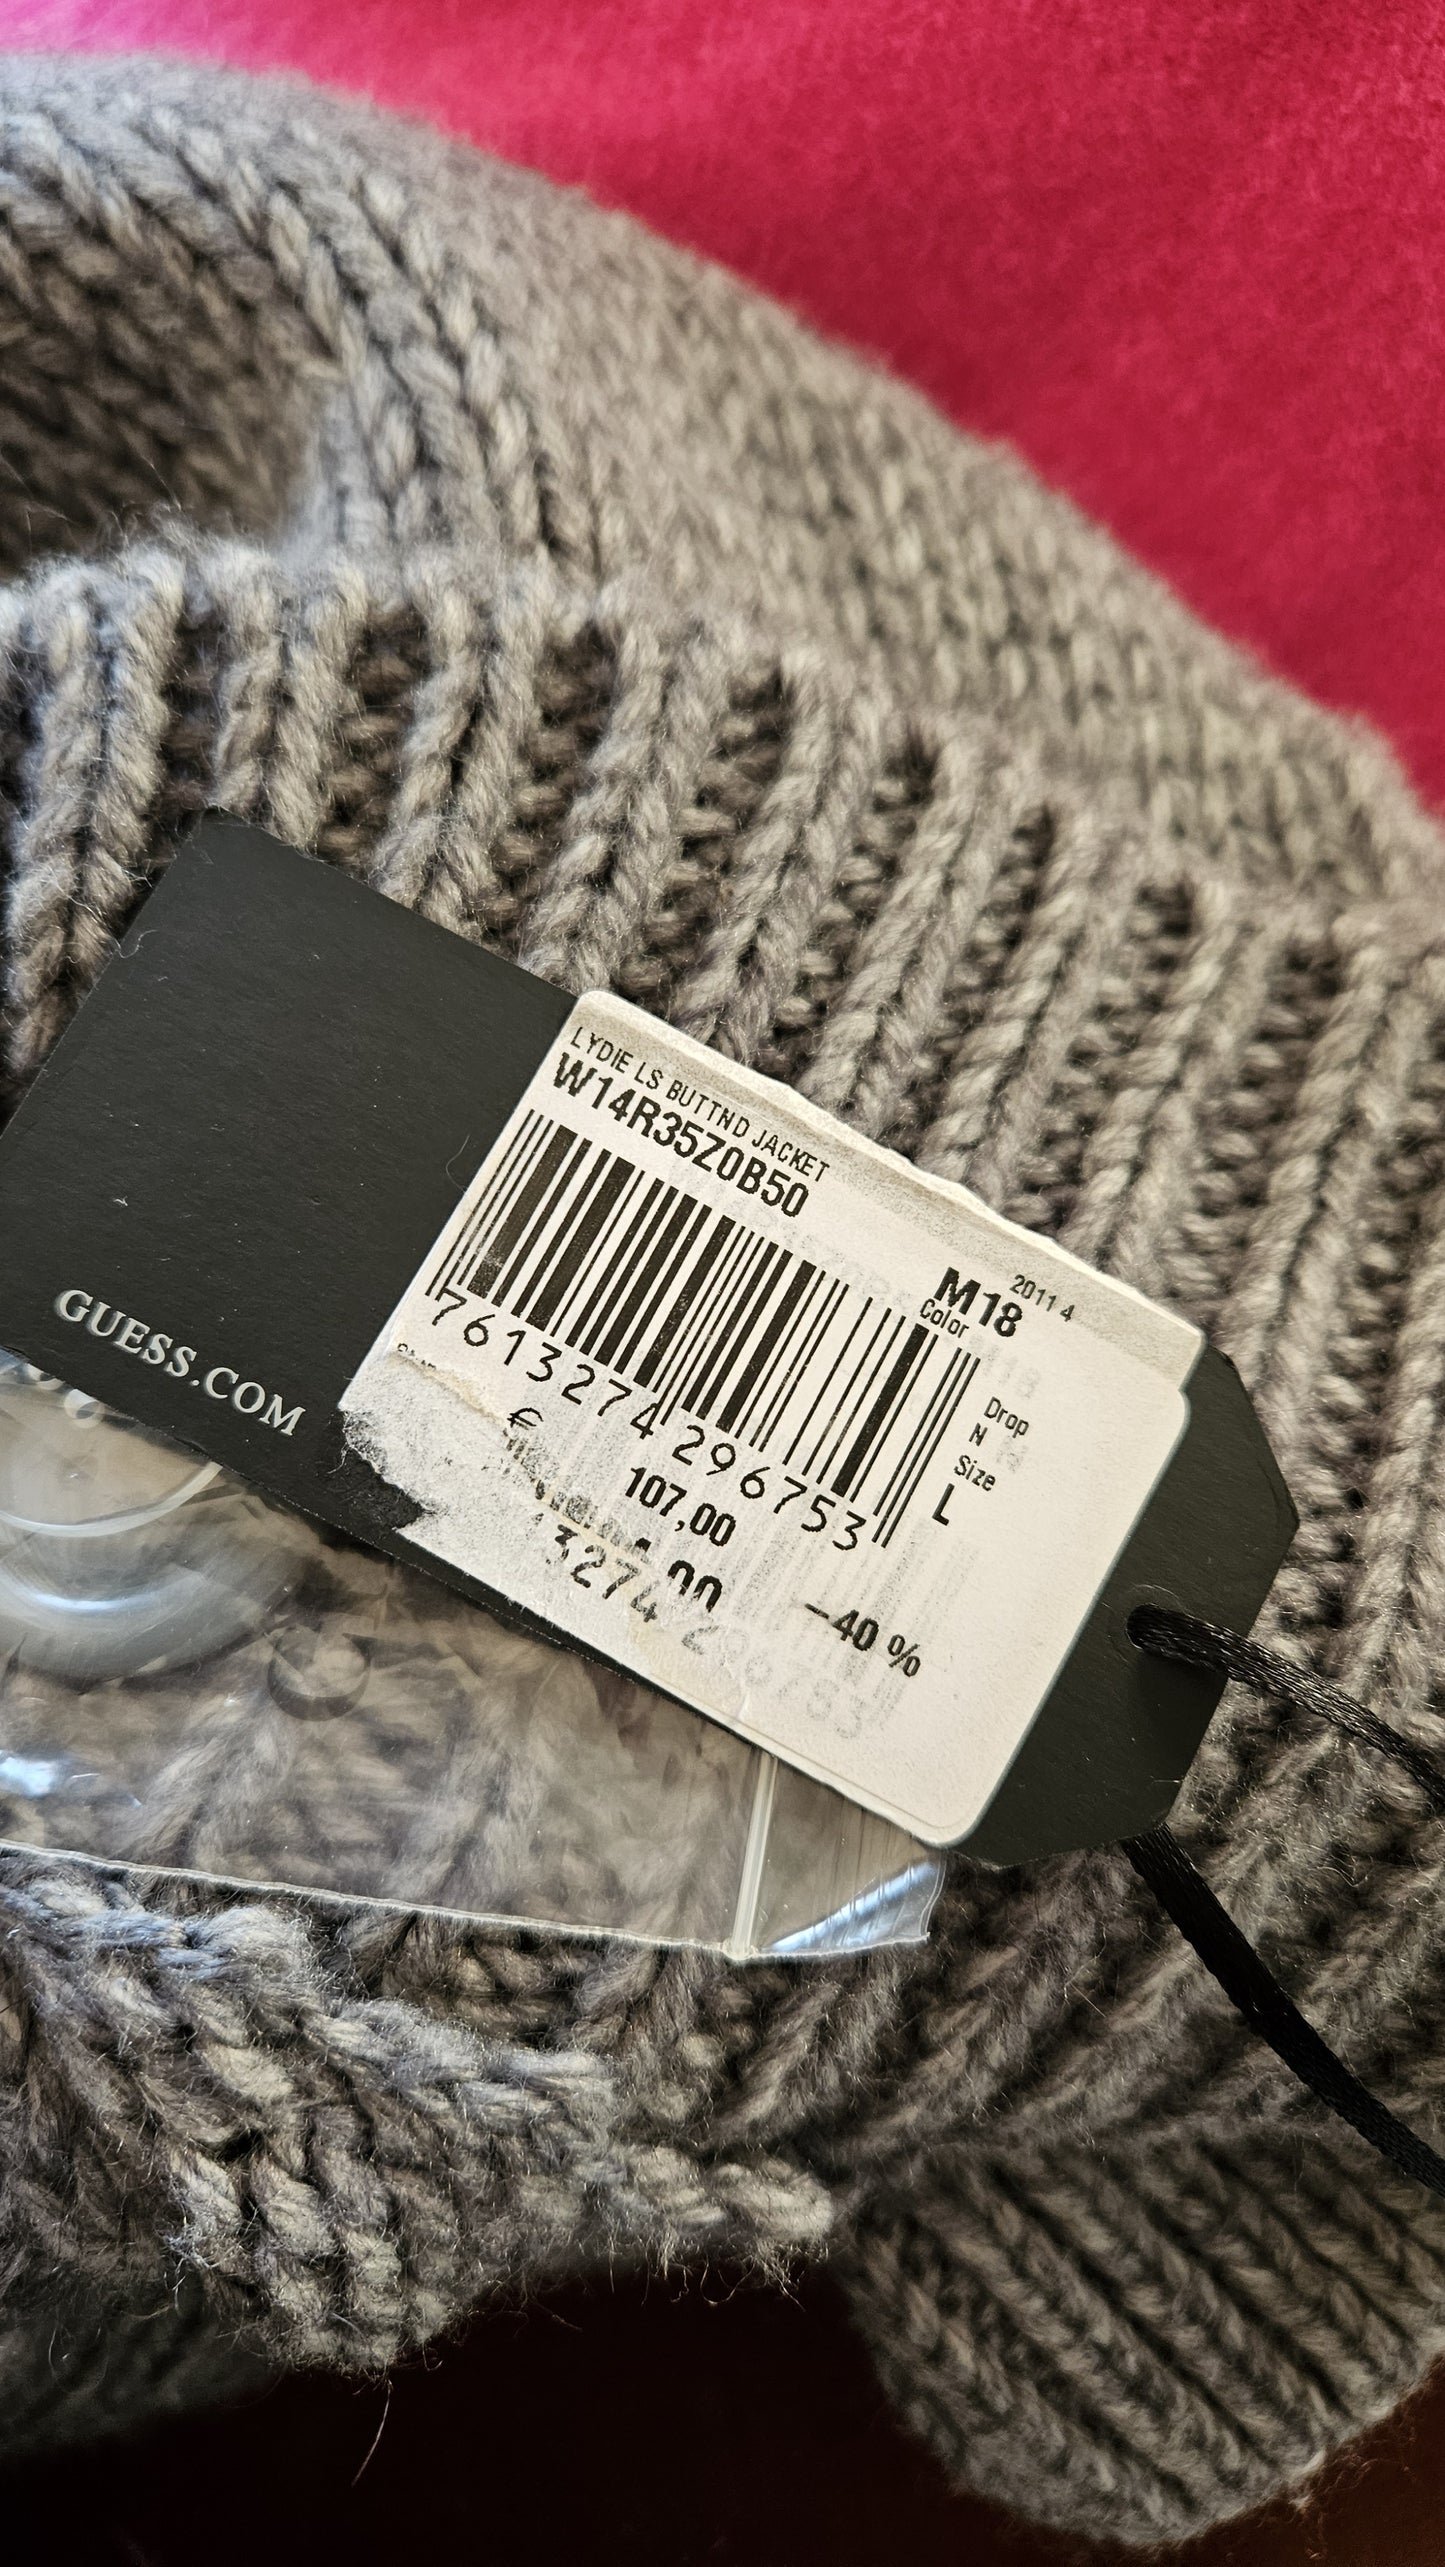 GUESS.COM
LYDIE LS BUTTND JACKET
W14R35Z0B50
2011 4
M18
Color
7613274296753
Drop
N
Size
L
€
107,00
-40 %